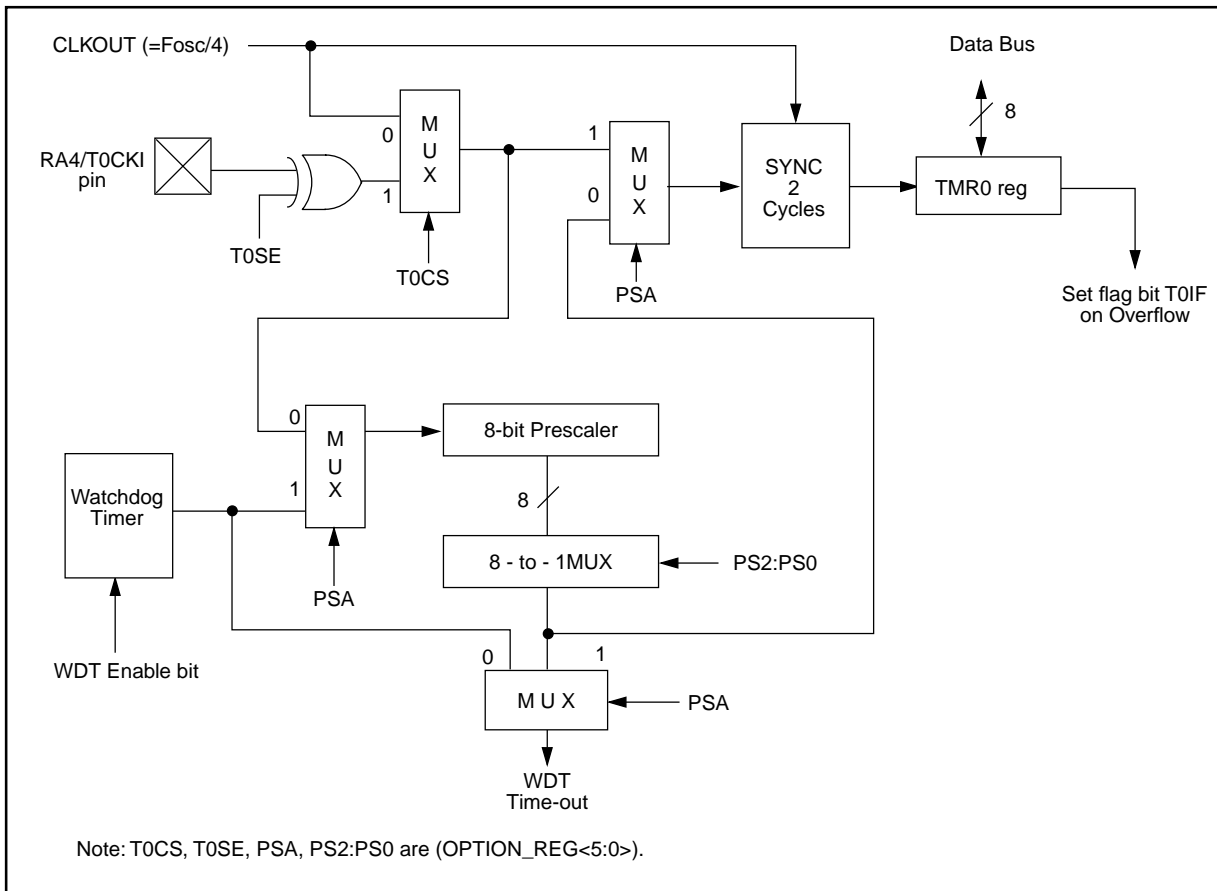 CLKOUT (=Fosc/4)
Data Bus
8
RA4/T0CKI
pin
0
1
M
U
X
T0SE
T0CS
1
0
M
U
X
PSA
SYNC
2
Cycles
TMR0 reg
Set flag bit T0IF
on Overflow
0
1
M
U
X
8-bit Prescaler
Watchdog
Timer
8
8 - to - 1MUX
PS2:PS0
PSA
WDT Enable bit
0
1
M U X
PSA
WDT
Time-out
Note: T0CS, T0SE, PSA, PS2:PS0 are (OPTION_REG<5:0>).